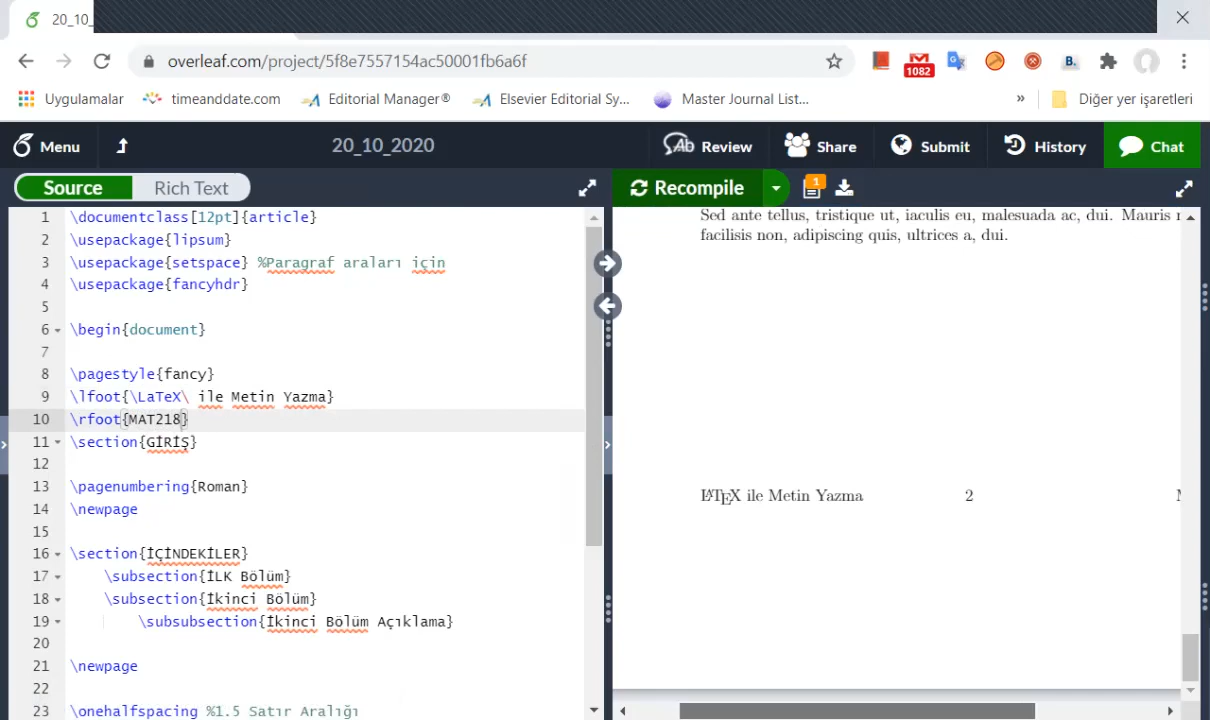 20_10_
overleaf.com/project/5f8e7557154ac50001fb6a6f
1082
B.
Uygulamalar
timeanddate.com
Editorial Manager®
Elsevier Editorial Sy...
Master Journal List...
»
Diğer yer işaretleri
Menu
20_10_2020
Ab Review
Share
Submit
History
Chat
Source
Rich Text
Recompile
1
1 \documentclass[12pt]{article}
2 \usepackage{lipsum}
3 \usepackage{setspace} %Paragraf araları için
4 \usepackage{fancyhdr}
5
6 \begin{document}
7
8 \pagestyle{fancy}
9 \lfoot{\LaTeX\ ile Metin Yazma}
10 \rfoot{MAT218}
11 \section{GİRİŞ}
12
13 \pagenumbering{Roman}
14 \newpage
15
16 \section{İÇİNDEKİLER}
17 \subsection{İLK Bölüm}
18 \subsection{İkinci Bölüm}
19 \subsubsection{İkinci Bölüm Açıklama}
20
21 \newpage
22
23 \onehalfspacing %1.5 Satır Aralığı
Sed ante tellus, tristique ut, iaculis eu, malesuada ac, dui. Mauris
facilisis non, adipiscing quis, ultrices a, dui.
LATEX ile Metin Yazma 2